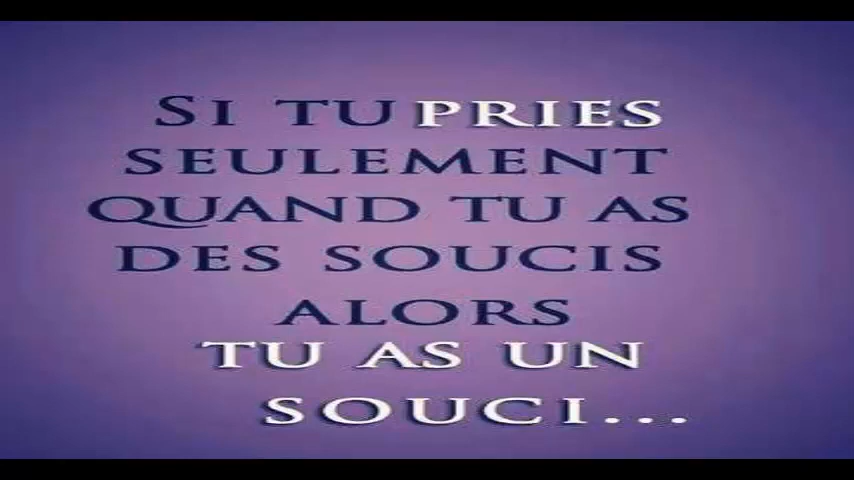 SI TU PRIES
SEULEMENT
QUAND TU AS
DES SOUCIS
ALORS
TU AS UN
SOUCI...